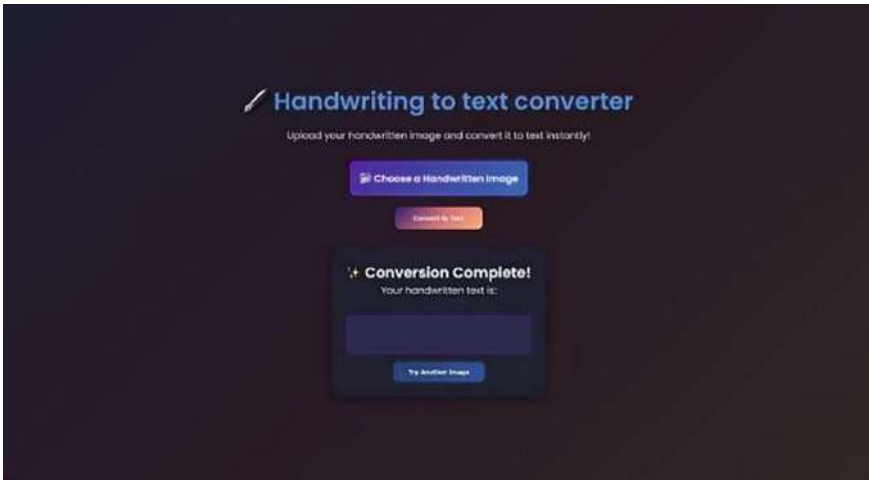 Handwriting to text converter
Upload your handwritten image and convert it to text instantly!
Choose a Handwritten Image
Convert to Text
✨ Conversion Complete!
Your handwritten text is:
Try Another Image